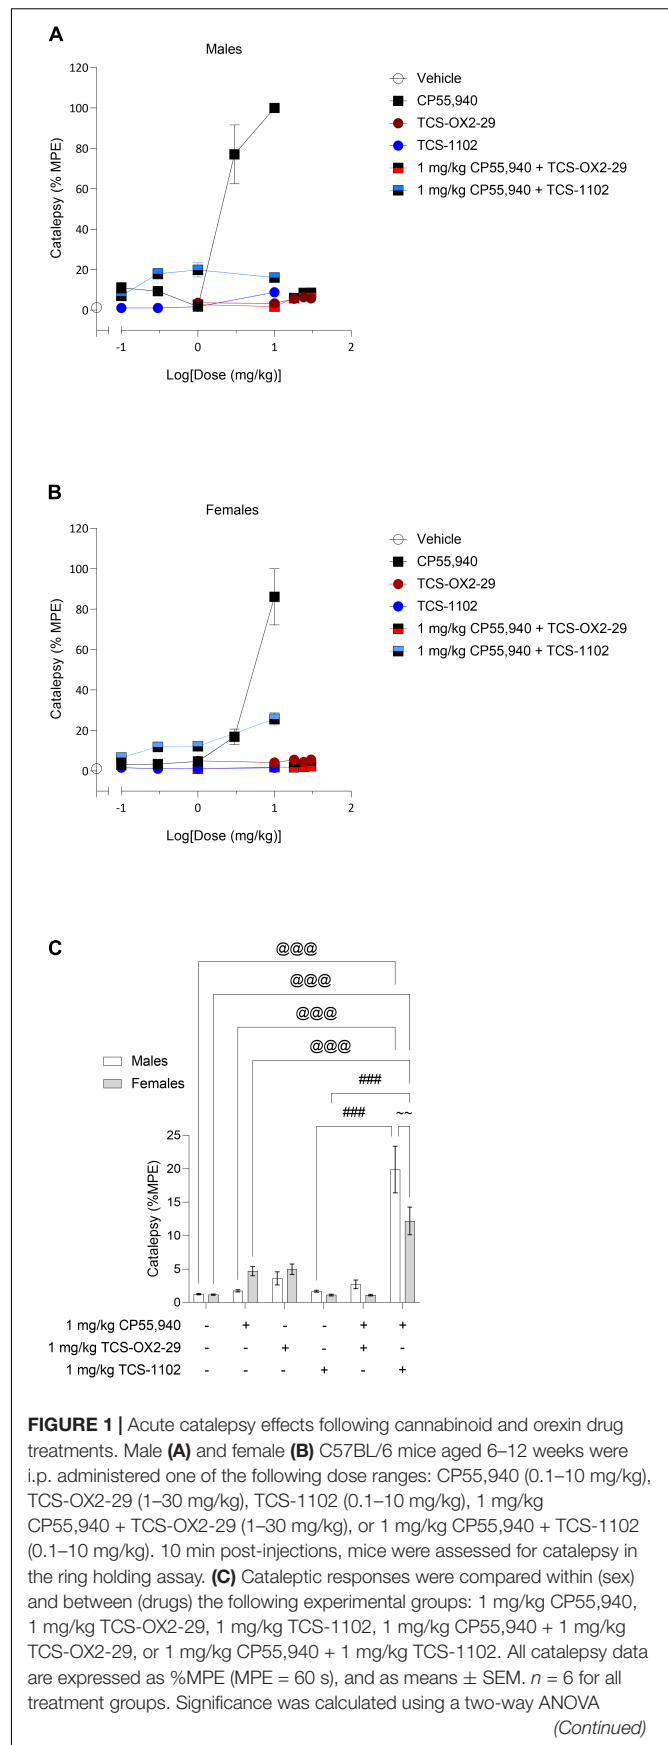 A
Males
120
100
80
60
40
20
0
Catalepsy (% MPE)
-1 0 1 2
Log[Dose (mg/kg)]
Vehicle
CP55,940
TCS-OX2-29
TCS-1102
1 mg/kg CP55,940 + TCS-OX2-29
1 mg/kg CP55,940 + TCS-1102
B
Females
120
100
80
60
40
20
0
Catalepsy (% MPE)
-1 0 1 2
Log[Dose (mg/kg)]
Vehicle
CP55,940
TCS-OX2-29
TCS-1102
1 mg/kg CP55,940 + TCS-OX2-29
1 mg/kg CP55,940 + TCS-1102
C
@@@
@@@
@@@
@@@
###
###
~~
Males
Females
25
20
15
10
5
0
Catalepsy (%MPE)
1 mg/kg CP55,940 - + - - + +
1 mg/kg TCS-OX2-29 - - + - + -
1 mg/kg TCS-1102 - - - + - +
FIGURE 1 | Acute catalepsy effects following cannabinoid and orexin drug
treatments. Male (A) and female (B) C57BL/6 mice aged 6–12 weeks were
i.p. administered one of the following dose ranges: CP55,940 (0.1–10 mg/kg),
TCS-OX2-29 (1–30 mg/kg), TCS-1102 (0.1–10 mg/kg), 1 mg/kg
CP55,940 + TCS-OX2-29 (1–30 mg/kg), or 1 mg/kg CP55,940 + TCS-1102
(0.1–10 mg/kg). 10 min post-injections, mice were assessed for catalepsy in
the ring holding assay. (C) Cataleptic responses were compared within (sex)
and between (drugs) the following experimental groups: 1 mg/kg CP55,940,
1 mg/kg TCS-OX2-29, 1 mg/kg TCS-1102, 1 mg/kg CP55,940 + 1 mg/kg
TCS-OX2-29, or 1 mg/kg CP55,940 + 1 mg/kg TCS-1102. All catalepsy data
are expressed as %MPE (MPE = 60 s), and as means ± SEM. n = 6 for all
treatment groups. Significance was calculated using a two-way ANOVA
(Continued)